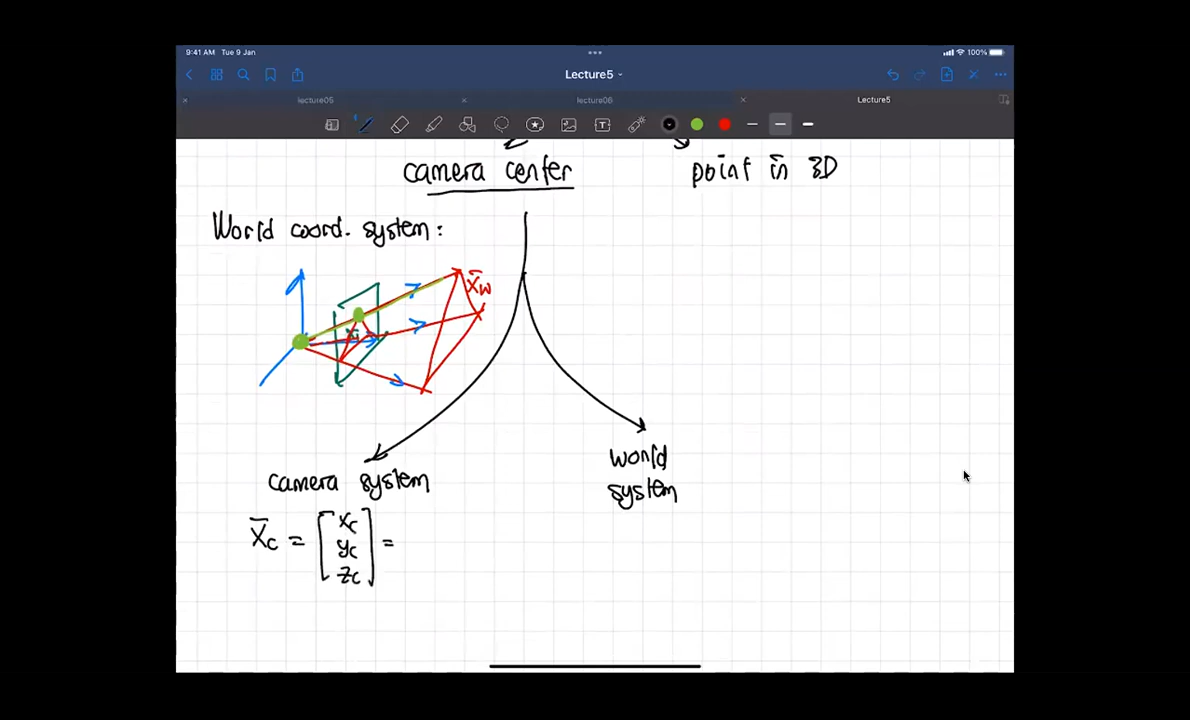 9:41 AM Tue 9 Jan
100%
Lecture5
lecture05
lecture06
Lecture5
camera center
point in 3D
World coord. system:
X̄w
camera system
world
system
X̄c = [xc yc zc] =